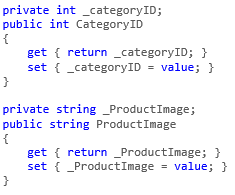 private int _categoryID;
public int CategoryID
{
    get { return _categoryID; }
    set { _categoryID = value; }
}

private string _ProductImage;
public string ProductImage
{
    get { return _ProductImage; }
    set { _ProductImage = value; }
}